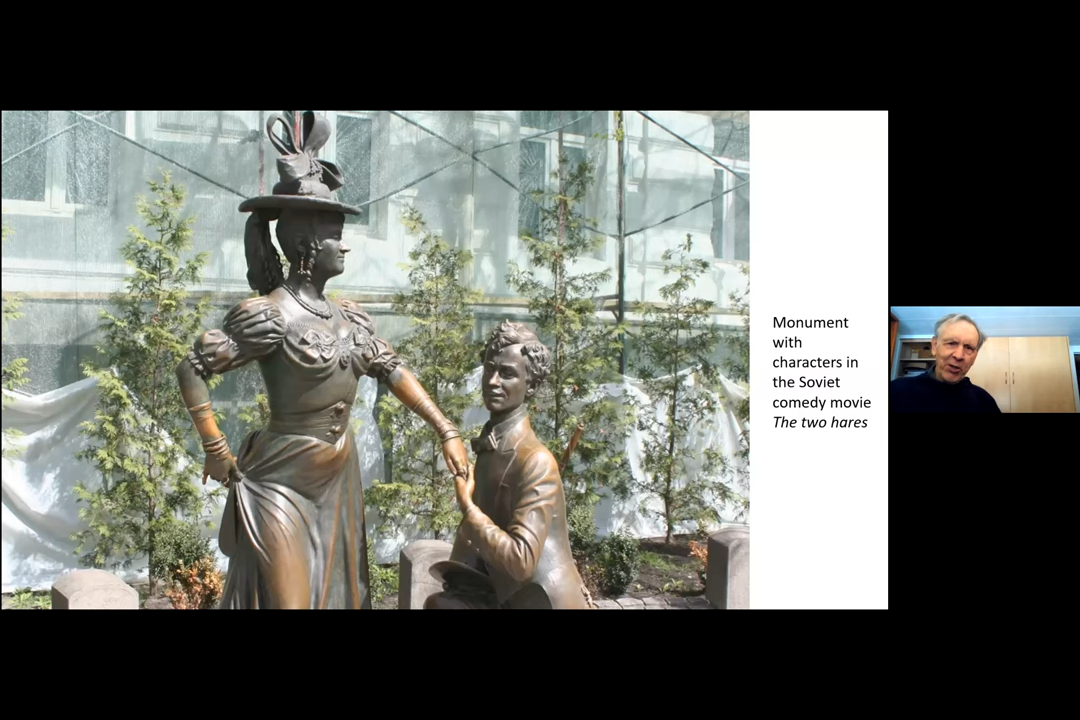 Monument
with
characters in
the Soviet
comedy movie
The two hares